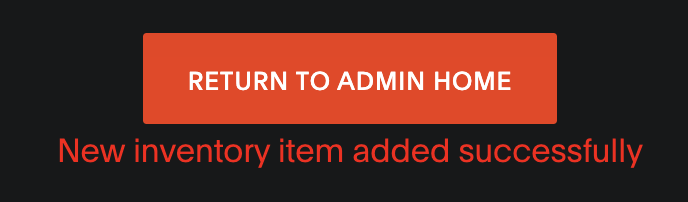 RETURN TO ADMIN HOME
New inventory item added successfully